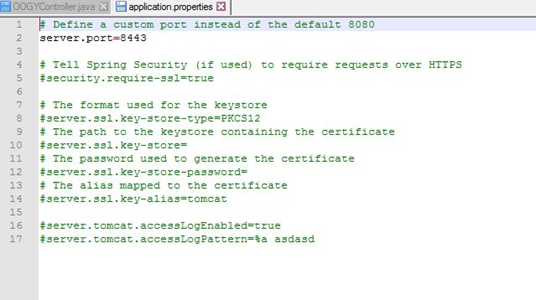 OOGYController.java application.properties
1 # Define a custom port instead of the default 8080
2 server.port=8443
3
4 # Tell Spring Security (if used) to require requests over HTTPS
5 #security.require-ssl=true
6
7 # The format used for the keystore
8 #server.ssl.key-store-type=PKCS12
9 # The path to the keystore containing the certificate
10 #server.ssl.key-store=
11 # The password used to generate the certificate
12 #server.ssl.key-store-password=
13 # The alias mapped to the certificate
14 #server.ssl.key-alias=tomcat
15
16 #server.tomcat.accessLogEnabled=true
17 #server.tomcat.accessLogPattern=%a asdasd